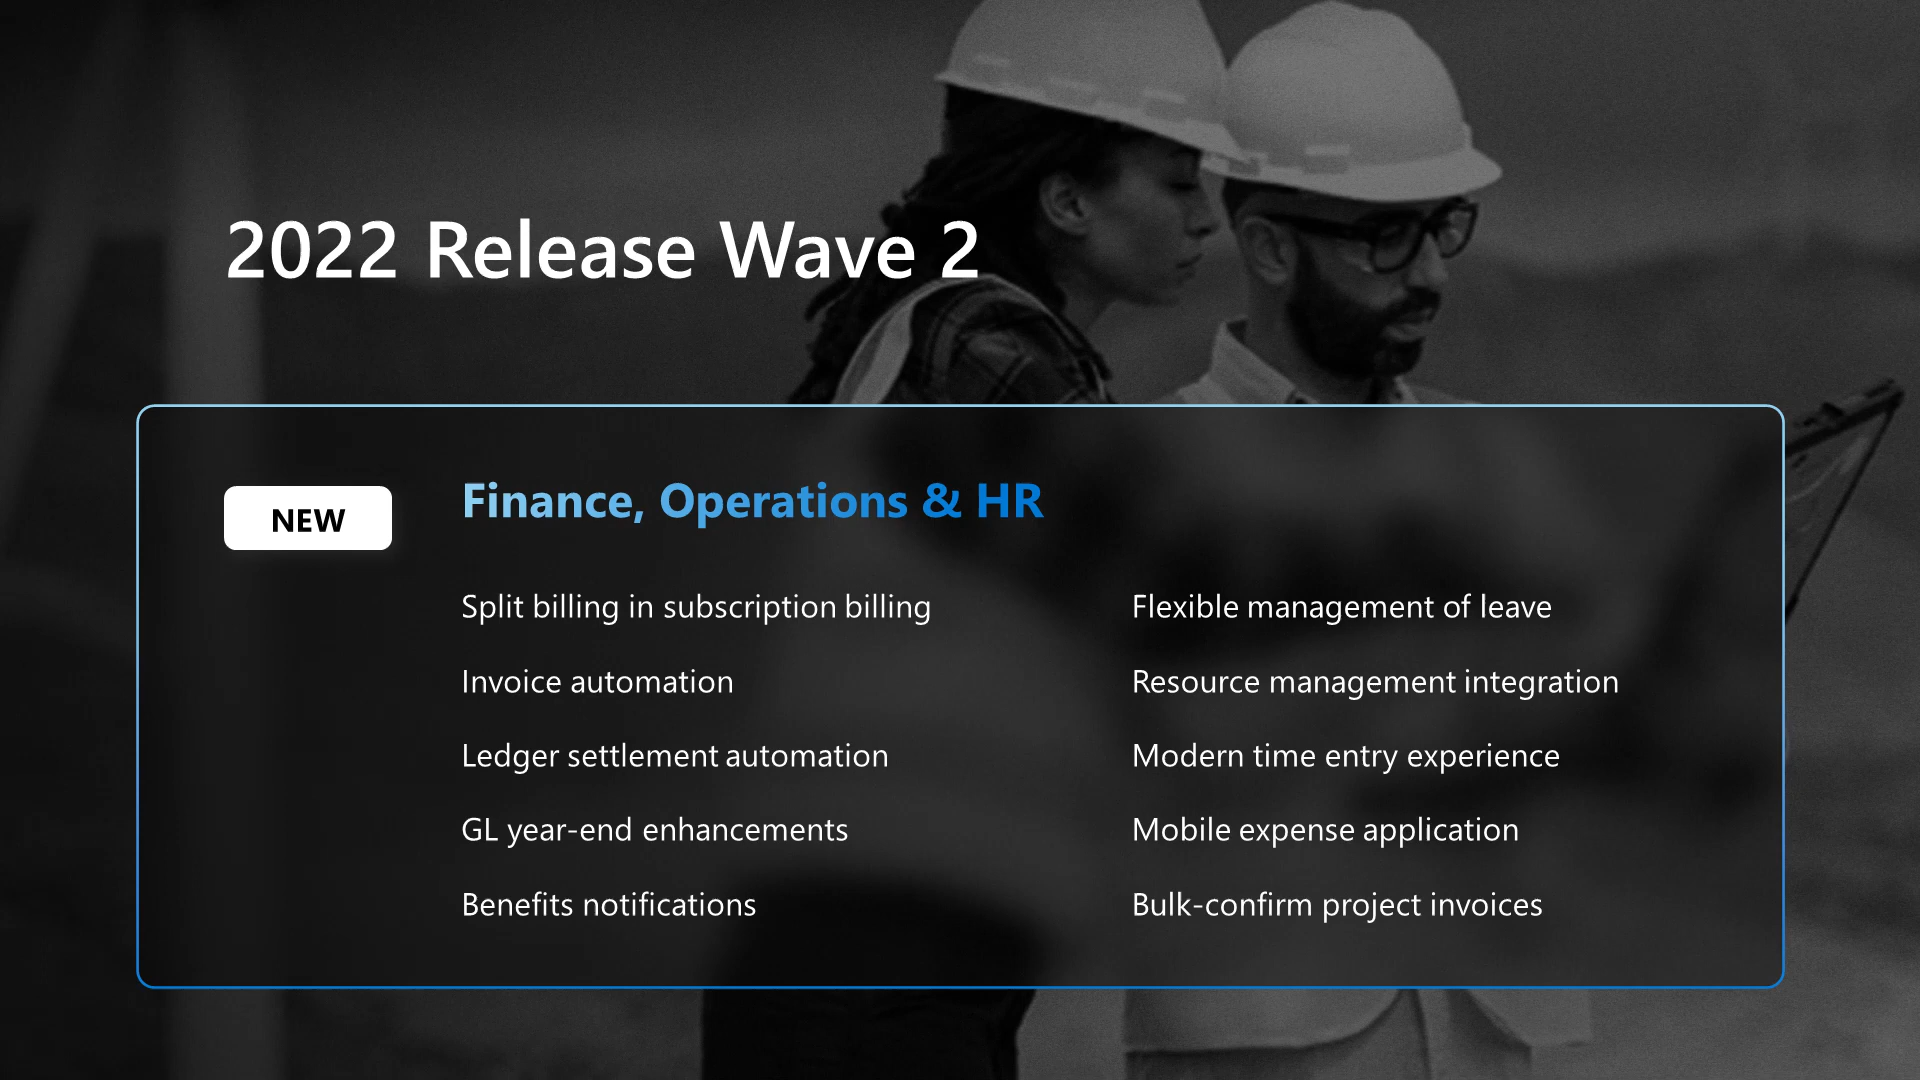 2022 Release Wave 2
NEW
Finance, Operations & HR
Split billing in subscription billing
Invoice automation
Ledger settlement automation
GL year-end enhancements
Benefits notifications
Flexible management of leave
Resource management integration
Modern time entry experience
Mobile expense application
Bulk-confirm project invoices